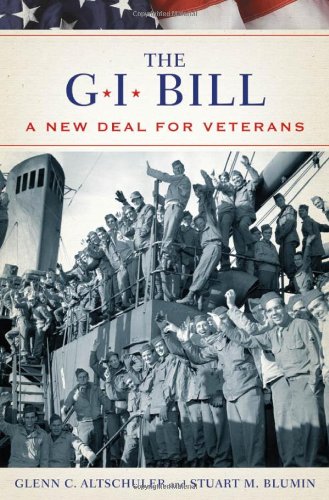 THE
G★I★BILL
A NEW DEAL FOR VETERANS
GLENN C. ALTSCHULER AND STUART M. BLUMIN